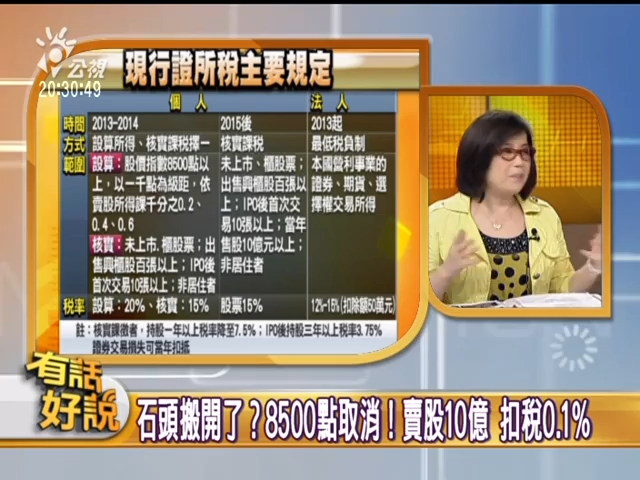 公視
20:30:49
現行證所稅主要規定
個人 法人
時間 2013-2014 2015後 2013起
方式 設算所得、核實課稅擇一 核實課稅 最低稅負制
範圍 設算：股價指數8500點以上，以一千點為級距，依賣股所得課千分之0.2、0.4、0.6
核實：未上市.櫃股票；出售興櫃股百張以上；IPO後首次交易10張以上；非居住者
未上市、櫃股票；出售興櫃股百張以上；IPO後首次交易10張以上；當年售股10億元以上；非居住者
本國營利事業的證券、期貨、選擇權交易所得
稅率 設算：20%、核實：15% 股票15% 12%-15%(扣除額50萬元)
註：核實課徵者，持股一年以上稅率降至7.5%；IPO後持股三年以上稅率3.75%
證券交易損失可當年扣抵
有話好說
石頭搬開了？8500點取消！賣股10億 扣稅0.1%